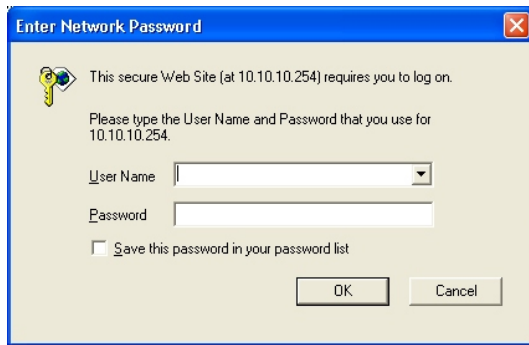 Enter Network Password
This secure Web Site (at 10.10.10.254) requires you to log on.
Please type the User Name and Password that you use for
10.10.10.254.
User Name
Password
Save this password in your password list
OK Cancel